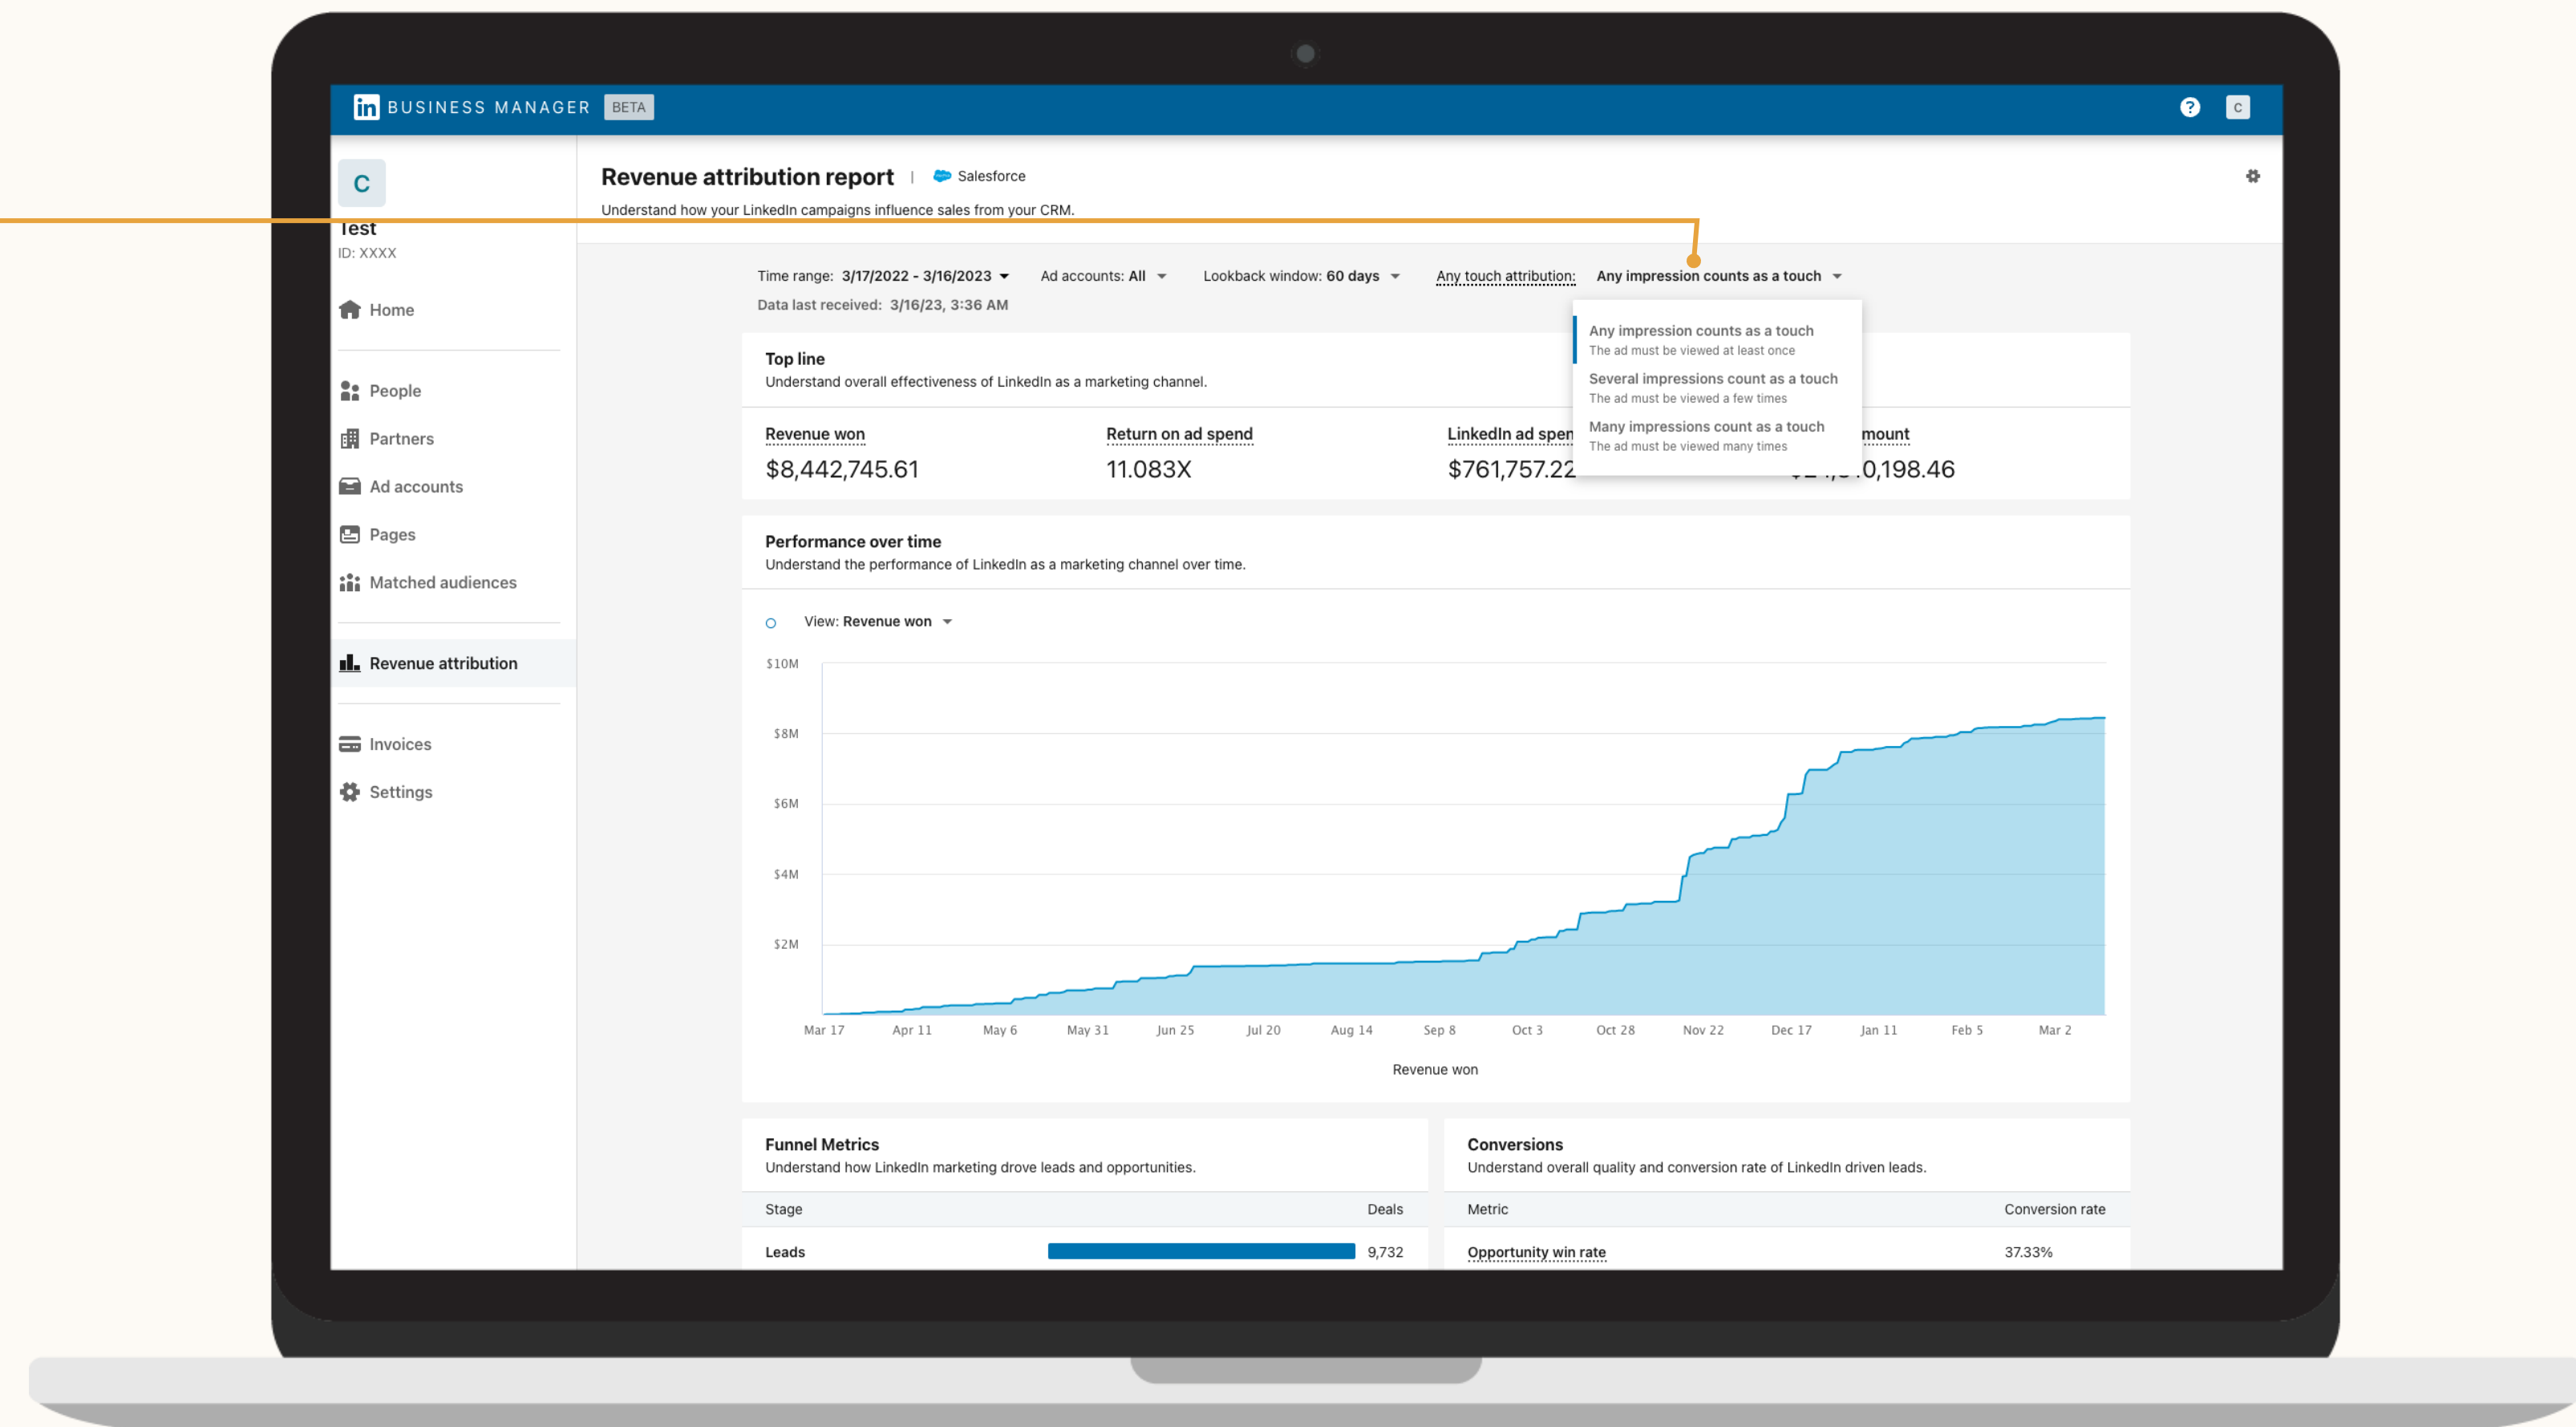 in BUSINESS MANAGER BETA
? C
C
Test
ID: XXXX
Home
People
Partners
Ad accounts
Pages
Matched audiences
Revenue attribution
Invoices
Settings
Revenue attribution report | Salesforce
Understand how your LinkedIn campaigns influence sales from your CRM.
Time range: 3/17/2022 - 3/16/2023 Ad accounts: All Lookback window: 60 days Any touch attribution: Any impression counts as a touch
Data last received: 3/16/23, 3:36 AM
Any impression counts as a touch
The ad must be viewed at least once
Several impressions count as a touch
The ad must be viewed a few times
Many impressions count as a touch
The ad must be viewed many times
Top line
Understand overall effectiveness of LinkedIn as a marketing channel.
Revenue won Return on ad spend LinkedIn ad spen mount
$8,442,745.61 11.083X $761,757.22 0,198.46
Performance over time
Understand the performance of LinkedIn as a marketing channel over time.
View: Revenue won
$10M
$8M
$6M
$4M
$2M
Mar 17 Apr 11 May 6 May 31 Jun 25 Jul 20 Aug 14 Sep 8 Oct 3 Oct 28 Nov 22 Dec 17 Jan 11 Feb 5 Mar 2
Revenue won
Funnel Metrics
Understand how LinkedIn marketing drove leads and opportunities.
Stage Deals
Leads 9,732
Conversions
Understand overall quality and conversion rate of LinkedIn driven leads.
Metric Conversion rate
Opportunity win rate 37.33%